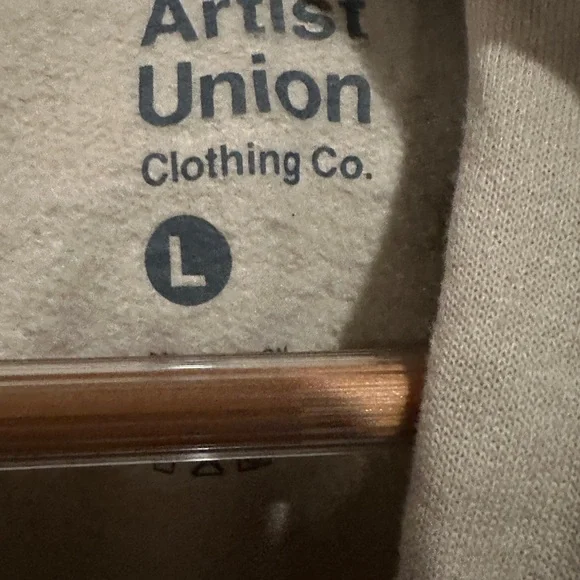 Artist
Union
Clothing Co.
L